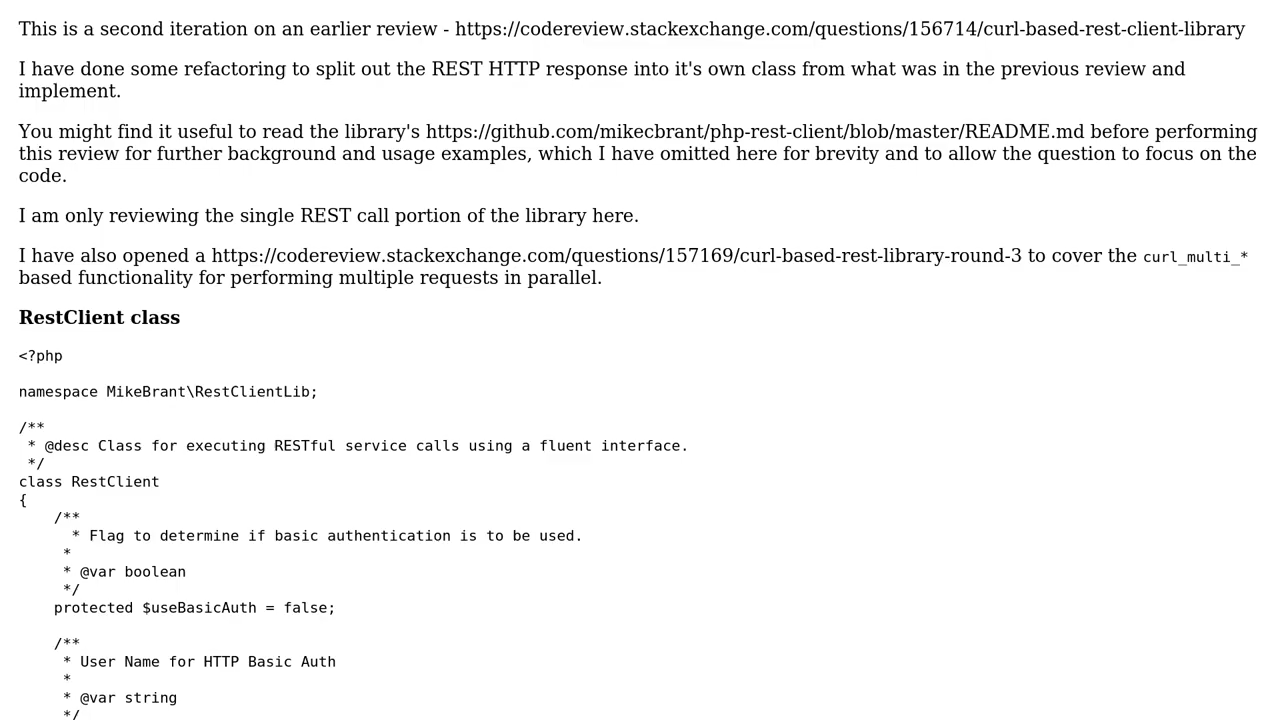 This is a second iteration on an earlier review - https://codereview.stackexchange.com/questions/156714/curl-based-rest-client-library
I have done some refactoring to split out the REST HTTP response into it's own class from what was in the previous review and
implement.
You might find it useful to read the library's https://github.com/mikecbrant/php-rest-client/blob/master/README.md before performing
this review for further background and usage examples, which I have omitted here for brevity and to allow the question to focus on the
code.
I am only reviewing the single REST call portion of the library here.
I have also opened a https://codereview.stackexchange.com/questions/157169/curl-based-rest-library-round-3 to cover the curl_multi_*
based functionality for performing multiple requests in parallel.
RestClient class
<?php
namespace MikeBrant\RestClientLib;
/**
 * @desc Class for executing RESTful service calls using a fluent interface.
 */
class RestClient
{
    /**
      * Flag to determine if basic authentication is to be used.
     *
     * @var boolean
     */
    protected $useBasicAuth = false;
    /**
     * User Name for HTTP Basic Auth
     *
     * @var string
     */